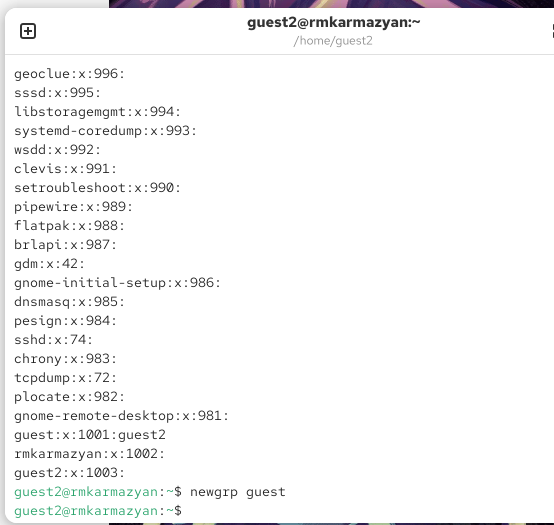 guest2@rmkarmazyan:~
/home/guest2
geoclue:x:996:
sssd:x:995:
libstoragemgmt:x:994:
systemd-coredump:x:993:
wsdd:x:992:
clevis:x:991:
setroubleshoot:x:990:
pipewire:x:989:
flatpak:x:988:
brlapi:x:987:
gdm:x:42:
gnome-initial-setup:x:986:
dnsmasq:x:985:
pesign:x:984:
sshd:x:74:
chrony:x:983:
tcpdump:x:72:
plocate:x:982:
gnome-remote-desktop:x:981:
guest:x:1001:guest2
rmkarmazyan:x:1002:
guest2:x:1003:
guest2@rmkarmazyan:~$ newgrp guest
guest2@rmkarmazyan:~$